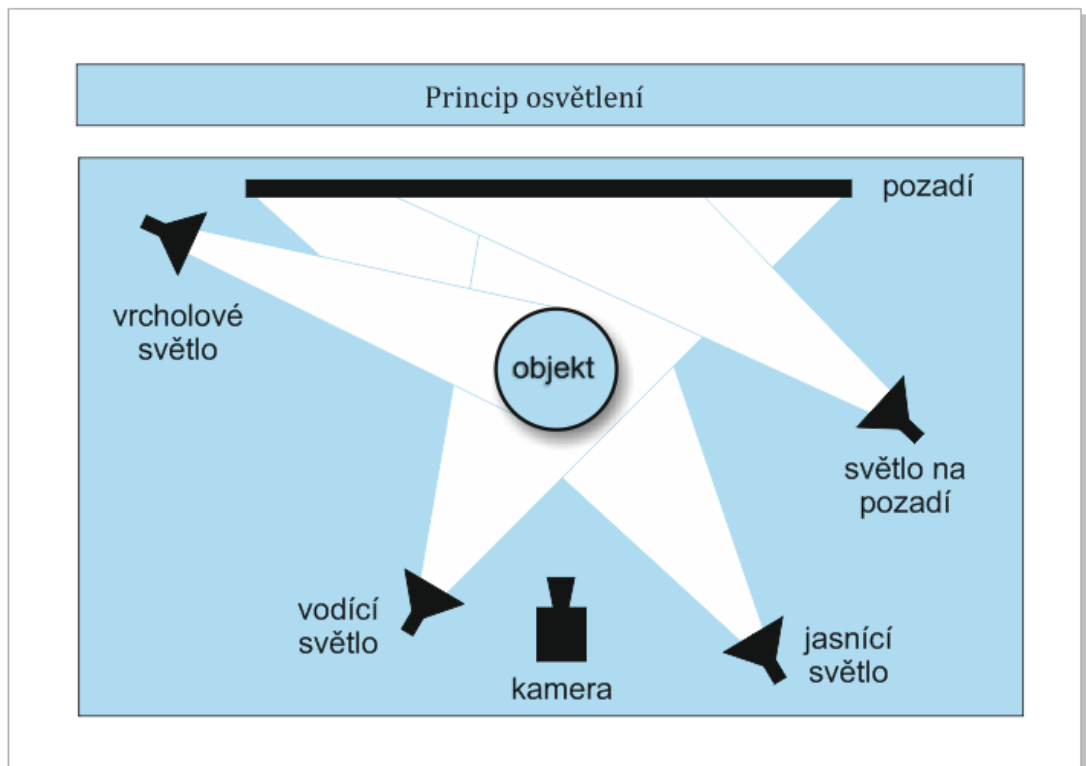 Princip osvětlení
pozadí
vrcholové
světlo
objekt
světlo na
pozadí
vodící
světlo
kamera
jasnící
světlo